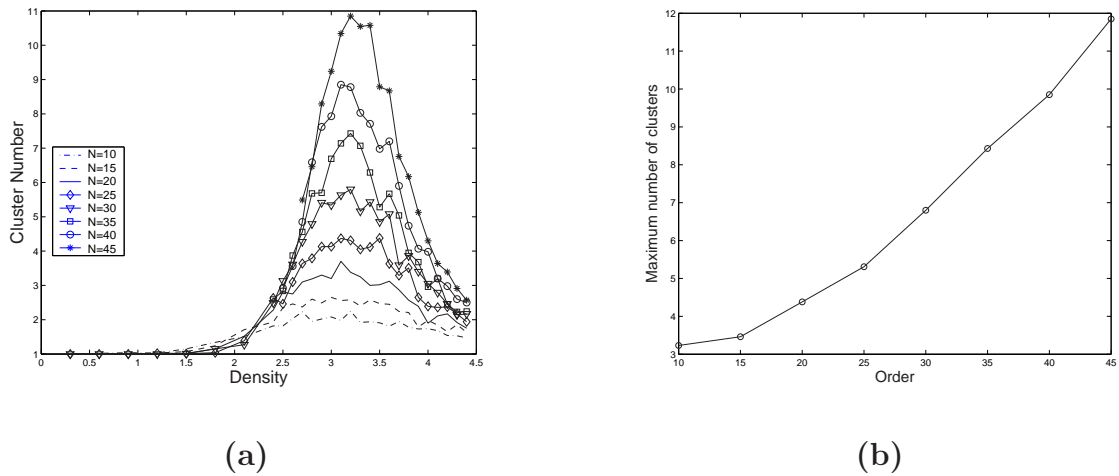 11
10
9
8
7
6
5
4
3
2
1
Cluster Number
N=10
N=15
N=20
N=25
N=30
N=35
N=40
N=45
0 0.5 1 1.5 2 2.5 3 3.5 4 4.5
Density
(a)
12
11
10
9
8
7
6
5
4
3
Maximum number of clusters
10 15 20 25 30 35 40 45
Order
(b)